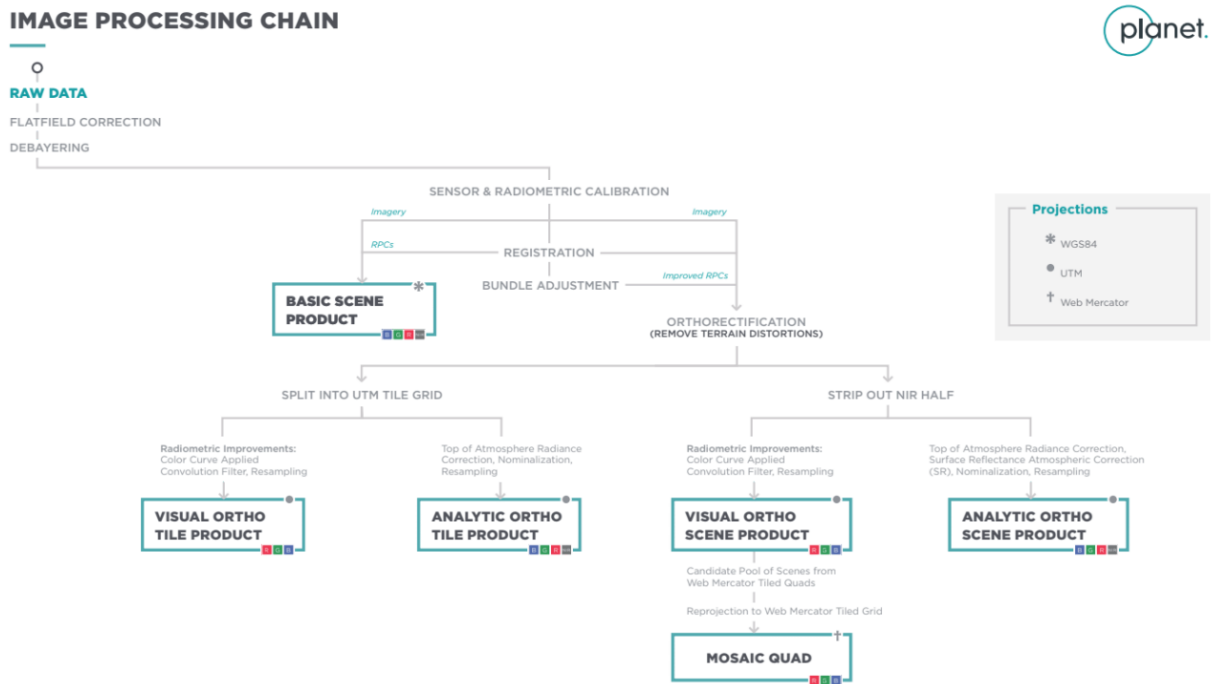 IMAGE PROCESSING CHAIN
planet.
RAW DATA
FLATFIELD CORRECTION
DEBAYERING
SENSOR & RADIOMETRIC CALIBRATION
Imagery
Imagery
RPCs
REGISTRATION
BUNDLE ADJUSTMENT
Improved RPCs
BASIC SCENE
PRODUCT
*
B G R
ORTHORECTIFICATION
(REMOVE TERRAIN DISTORTIONS)
Projections
* WGS84
● UTM
† Web Mercator
SPLIT INTO UTM TILE GRID
STRIP OUT NIR HALF
Radiometric Improvements:
Color Curve Applied
Convolution Filter, Resampling
Top of Atmosphere Radiance
Correction, Nominalization,
Resampling
Radiometric Improvements:
Color Curve Applied
Convolution Filter, Resampling
Top of Atmosphere Radiance Correction,
Surface Reflectance Atmospheric Correction
(SR), Nominalization, Resampling
VISUAL ORTHO
TILE PRODUCT
R G B
ANALYTIC ORTHO
TILE PRODUCT
B G R
VISUAL ORTHO
SCENE PRODUCT
R G B
ANALYTIC ORTHO
SCENE PRODUCT
B G R
Candidate Pool of Scenes from
Web Mercator Tiled Quads
Reprojection to Web Mercator Tiled Grid
†
MOSAIC QUAD
R G B